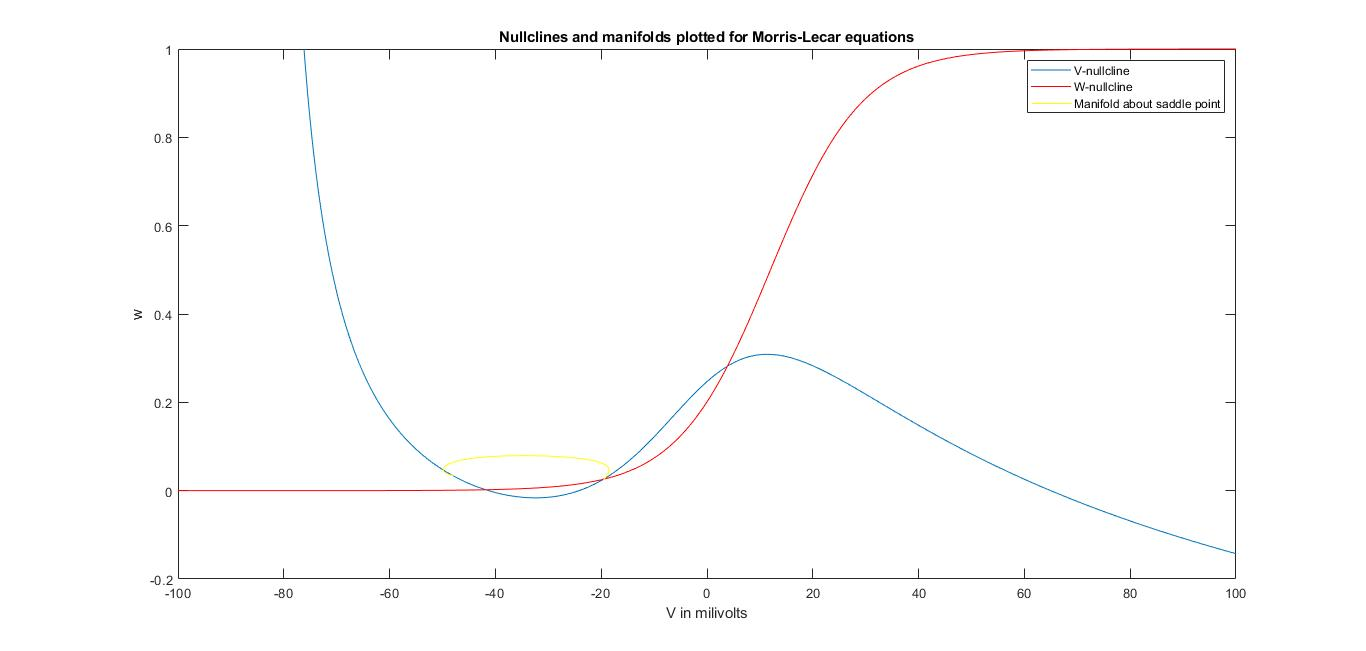 Nullclines and manifolds plotted for Morris-Lecar equations
V-nullcline
W-nullcline
Manifold about saddle point
1
0.8
0.6
0.4
0.2
0
-0.2
w
-100 -80 -60 -40 -20 0 20 40 60 80 100
V in milivolts